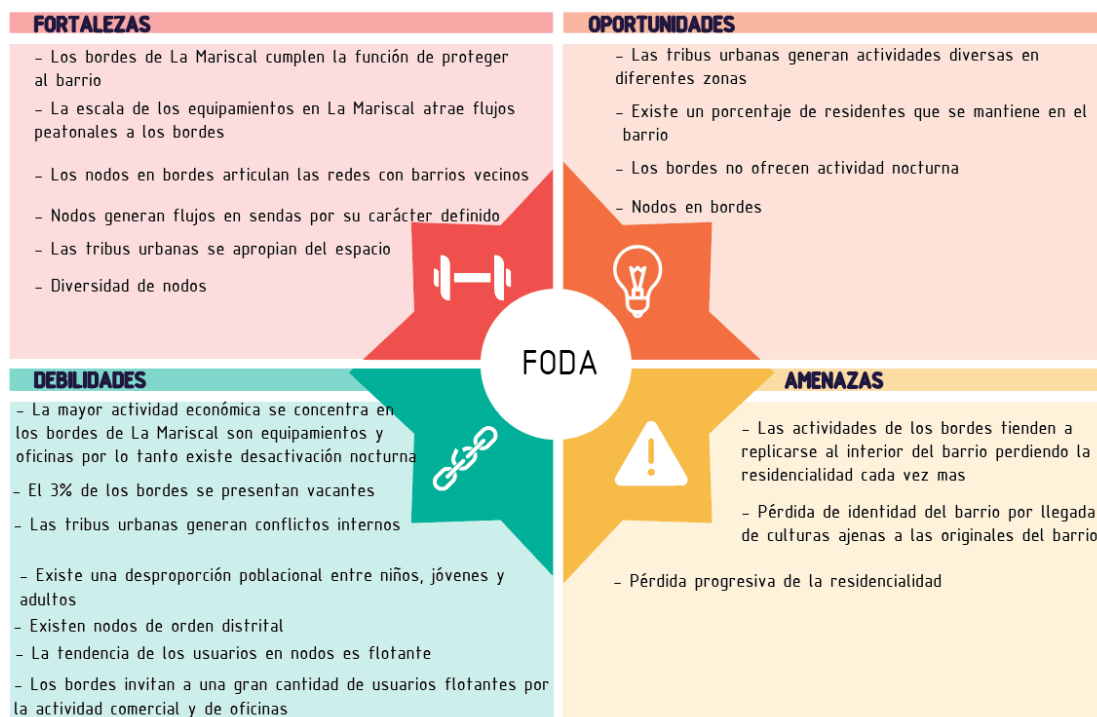 FORTALEZAS
- Los bordes de La Mariscal cumplen la función de proteger
al barrio
- La escala de los equipamientos en La Mariscal atrae flujos
peatonales a los bordes
- Los nodos en bordes articulan las redes con barrios vecinos
- Nodos generan flujos en sendas por su carácter definido
- Las tribus urbanas se apropian del espacio
- Diversidad de nodos
OPORTUNIDADES
- Las tribus urbanas generan actividades diversas en
diferentes zonas
- Existe un porcentaje de residentes que se mantiene en el
barrio
- Los bordes no ofrecen actividad nocturna
- Nodos en bordes
FODA
DEBILIDADES
- La mayor actividad económica se concentra en
los bordes de La Mariscal son equipamientos y
oficinas por lo tanto existe desactivación nocturna
- El 3% de los bordes se presentan vacantes
- Las tribus urbanas generan conflictos internos
- Existe una desproporción poblacional entre niños, jóvenes y
adultos
- Existen nodos de orden distrital
- La tendencia de los usuarios en nodos es flotante
- Los bordes invitan a una gran cantidad de usuarios flotantes por
la actividad comercial y de oficinas
AMENAZAS
- Las actividades de los bordes tienden a
replicarse al interior del barrio perdiendo la
residencialidad cada vez mas
- Pérdida de identidad del barrio por llegada
de culturas ajenas a las originales del barrio
- Pérdida progresiva de la residencialidad